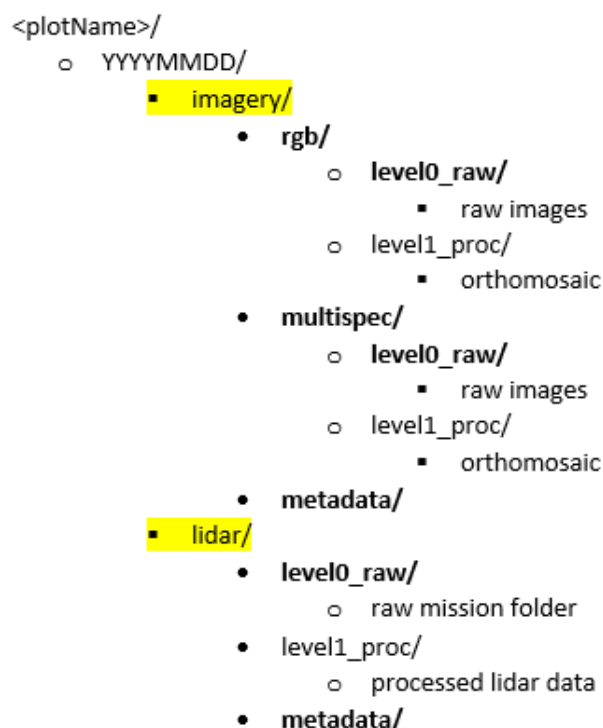 <plotName>/
YYYYMMDD/
imagery/
rgb/
level0_raw/
raw images
level1_proc/
orthomosaic
multispec/
level0_raw/
raw images
level1_proc/
orthomosaic
metadata/
lidar/
level0_raw/
raw mission folder
level1_proc/
processed lidar data
metadata/